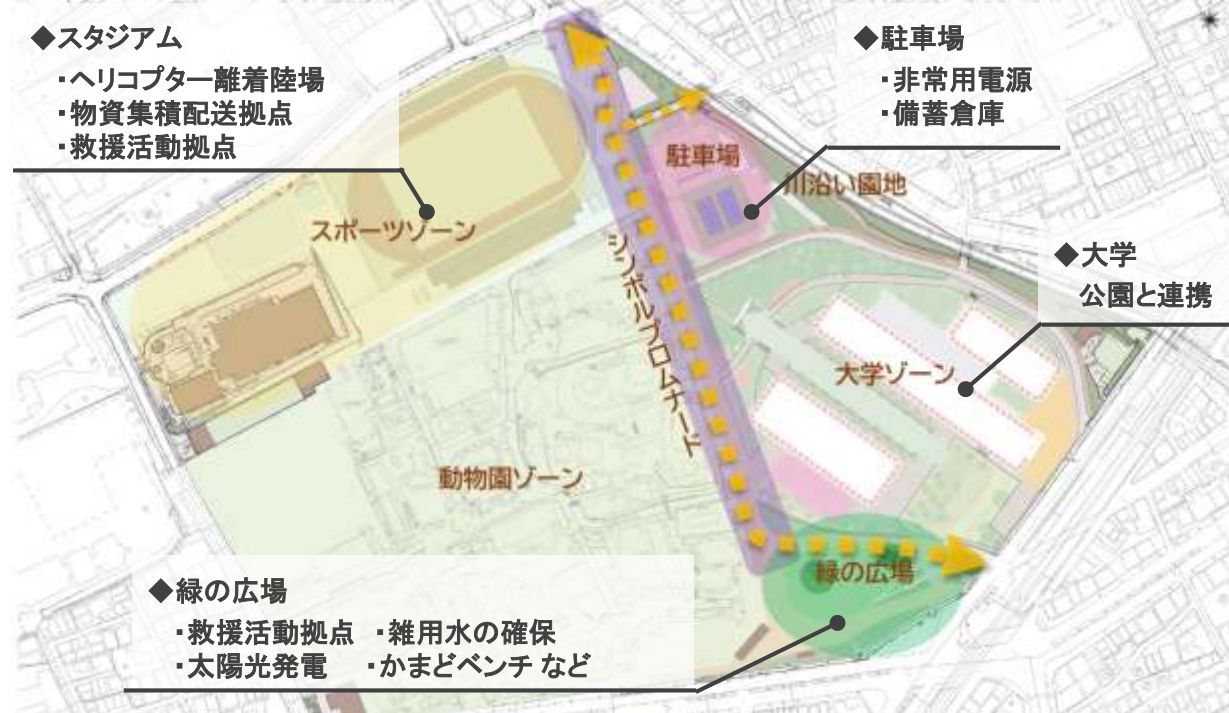 ◆スタジアム
・ヘリコプター離着陸場
・物資集積配送拠点
・救援活動拠点
◆駐車場
・非常用電源
・備蓄倉庫
駐車場
川沿い園地
スポーツゾーン
シンボルプロムナード
◆大学
公園と連携
大学ゾーン
動物園ゾーン
緑の広場
◆緑の広場
・救援活動拠点 ・雑用水の確保
・太陽光発電 ・かまどベンチ など